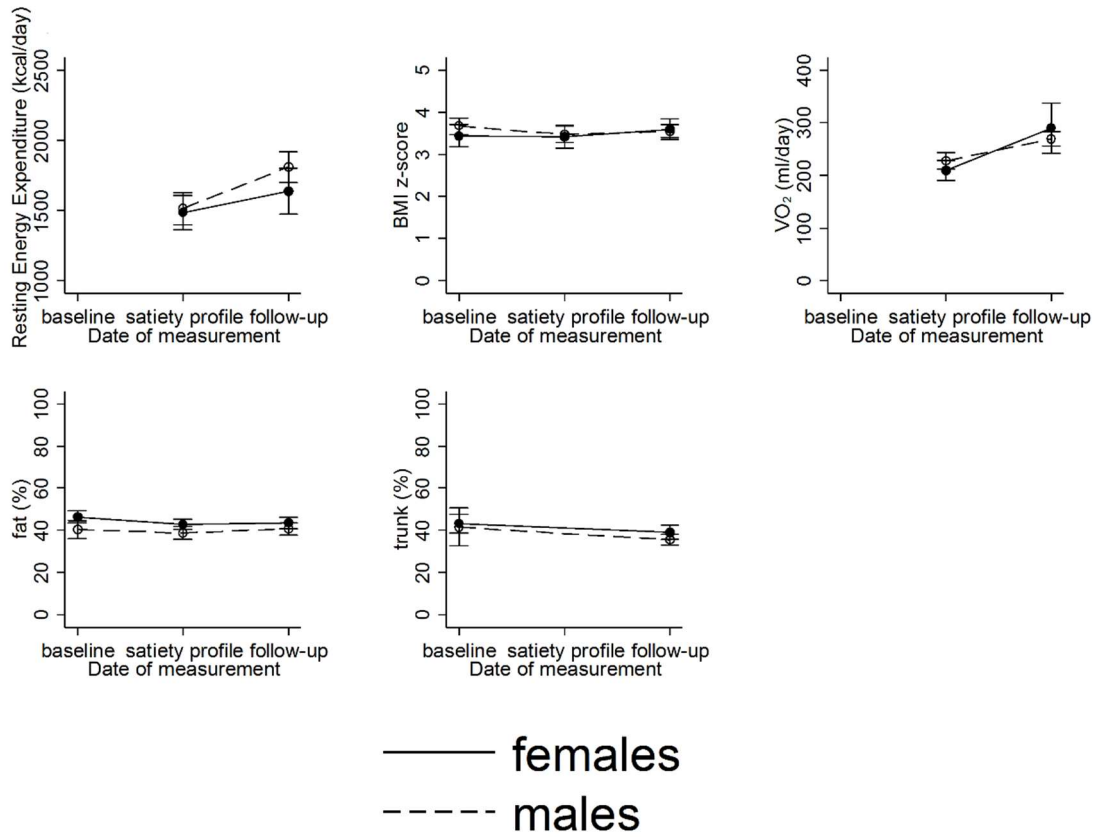 Resting Energy Expenditure (kcal/day)
2500
2000
1500
1000
baseline satiety profile follow-up
Date of measurement
BMI z-score
5
4
3
2
1
0
baseline satiety profile follow-up
Date of measurement
VO₂ (ml/day)
400
300
200
100
0
baseline satiety profile follow-up
Date of measurement
fat (%)
100
80
60
40
20
0
baseline satiety profile follow-up
Date of measurement
trunk (%)
100
80
60
40
20
0
baseline satiety profile follow-up
Date of measurement
females
males